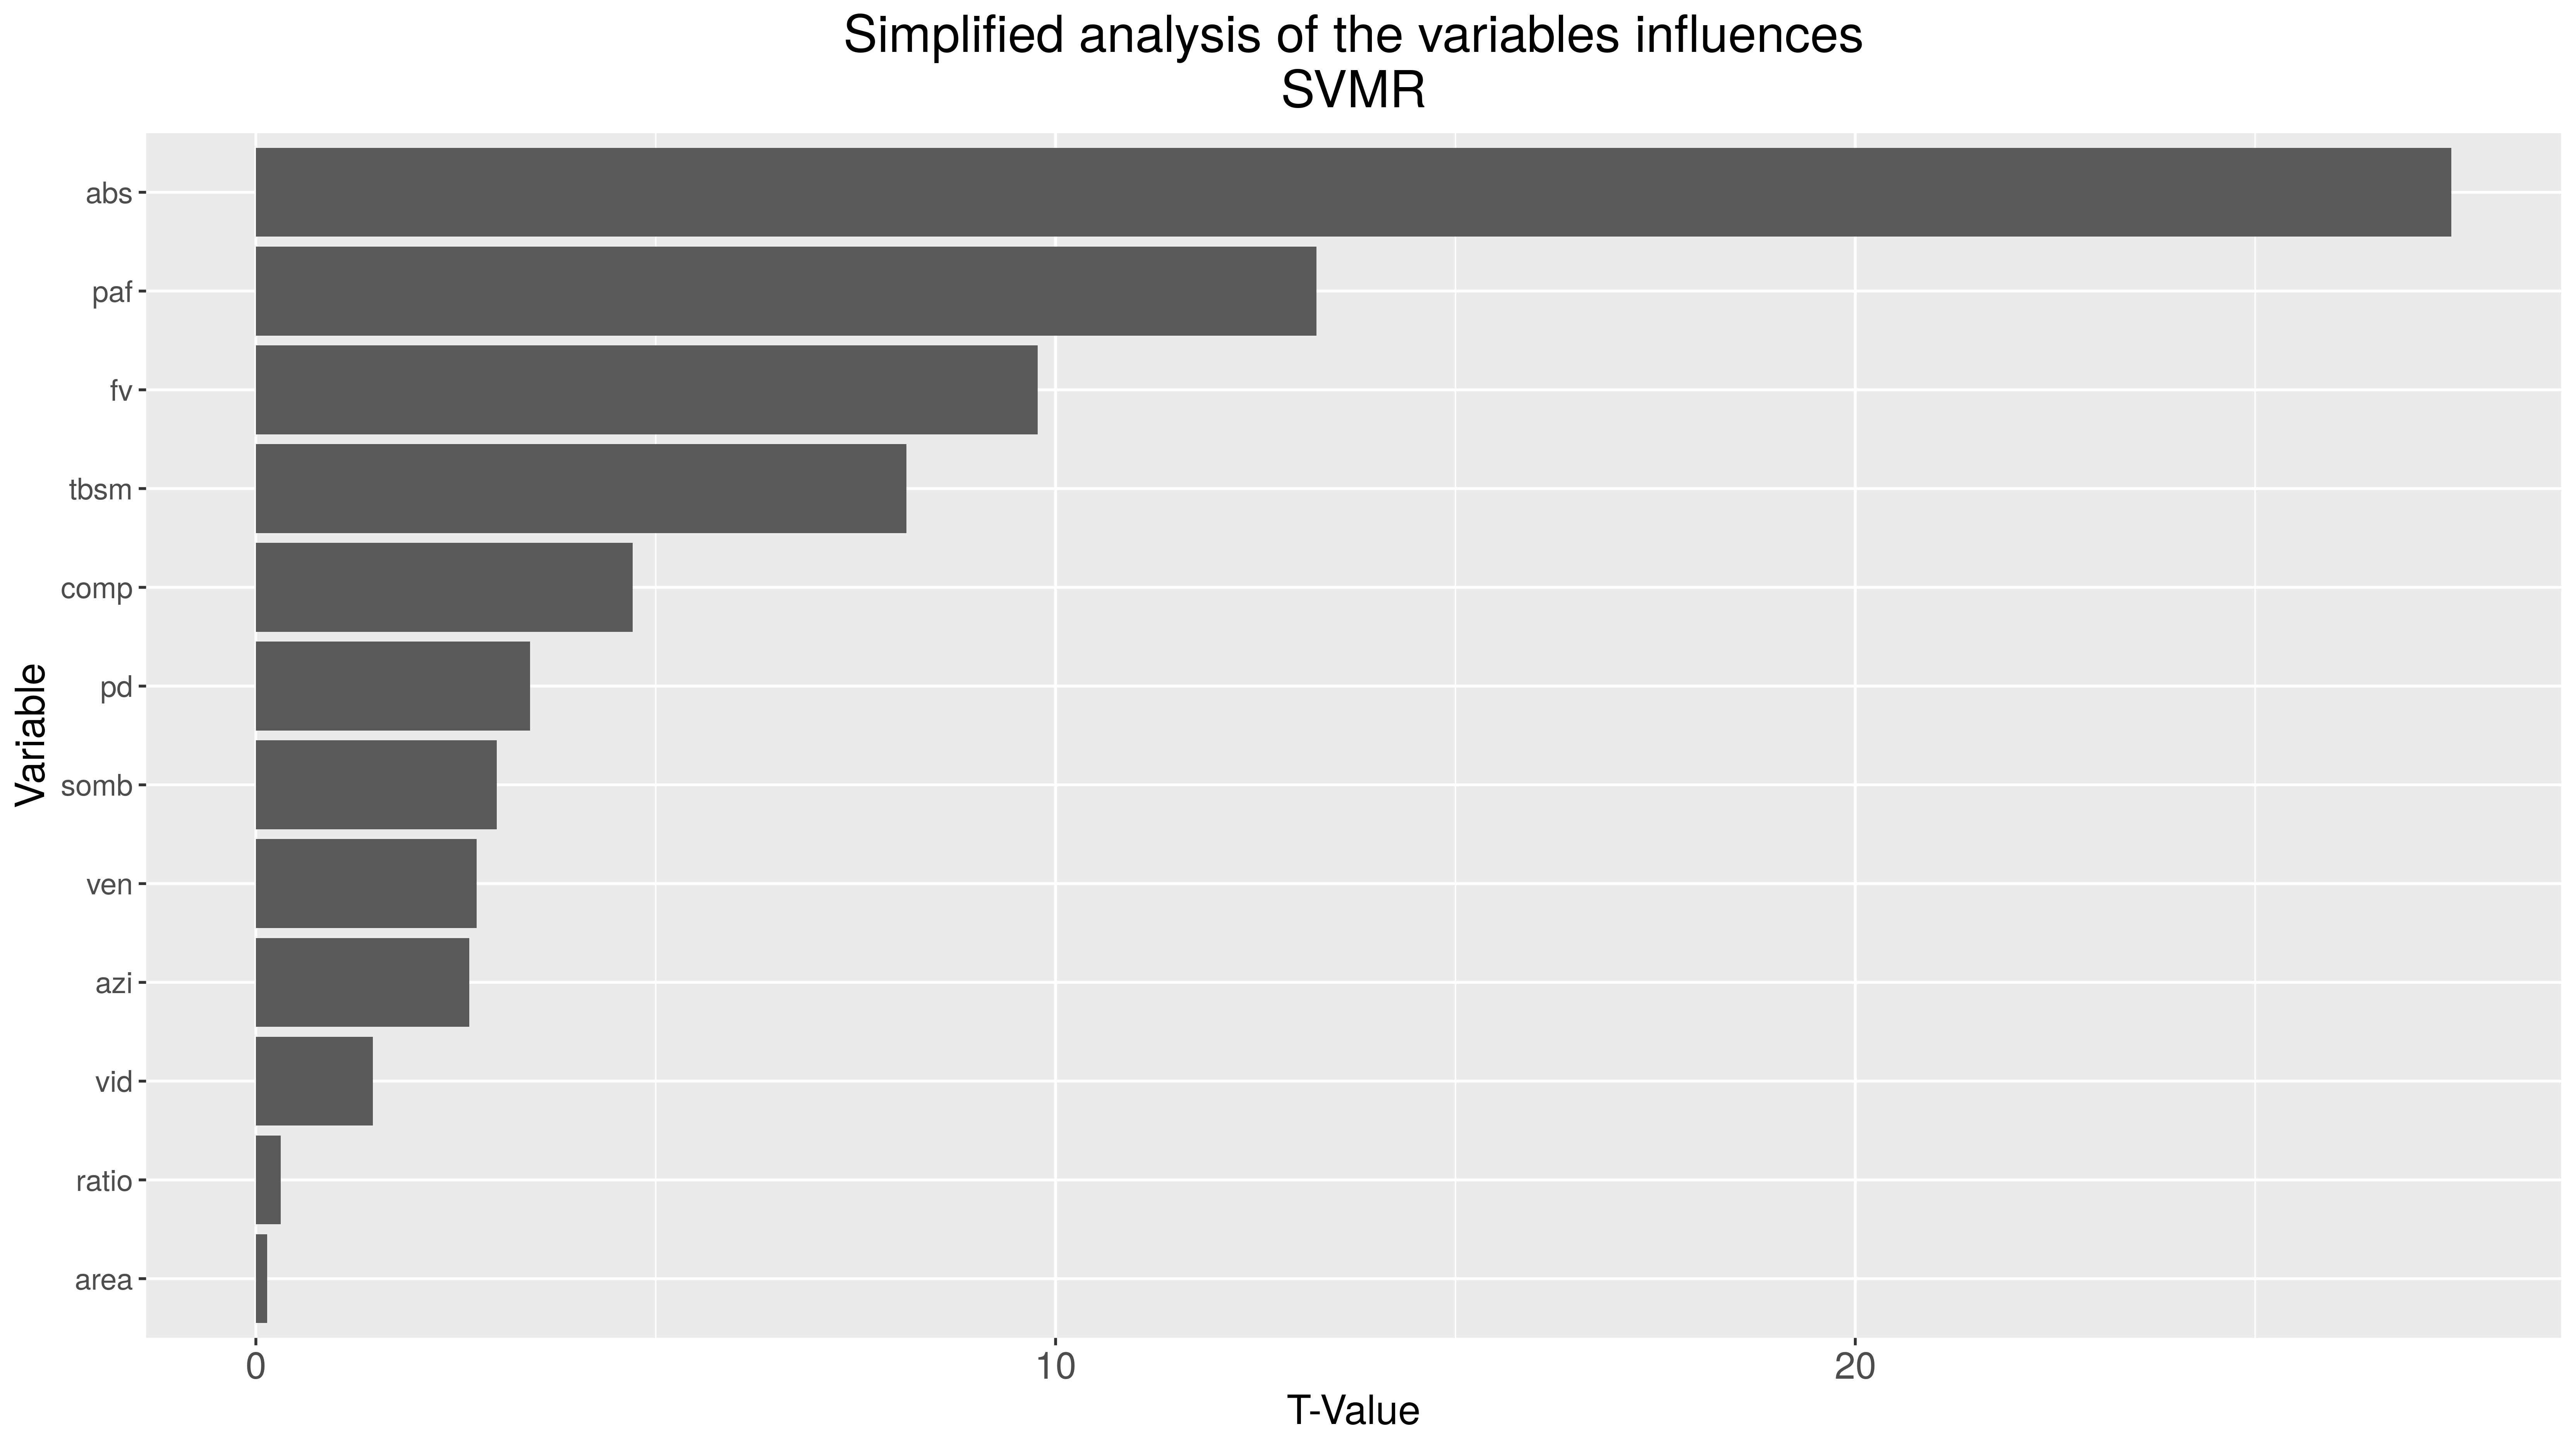 Simplified analysis of the variables influences
SVMR
Variable
abs
paf
fv
tbsm
comp
pd
somb
ven
azi
vid
ratio
area
0 10 20
T-Value